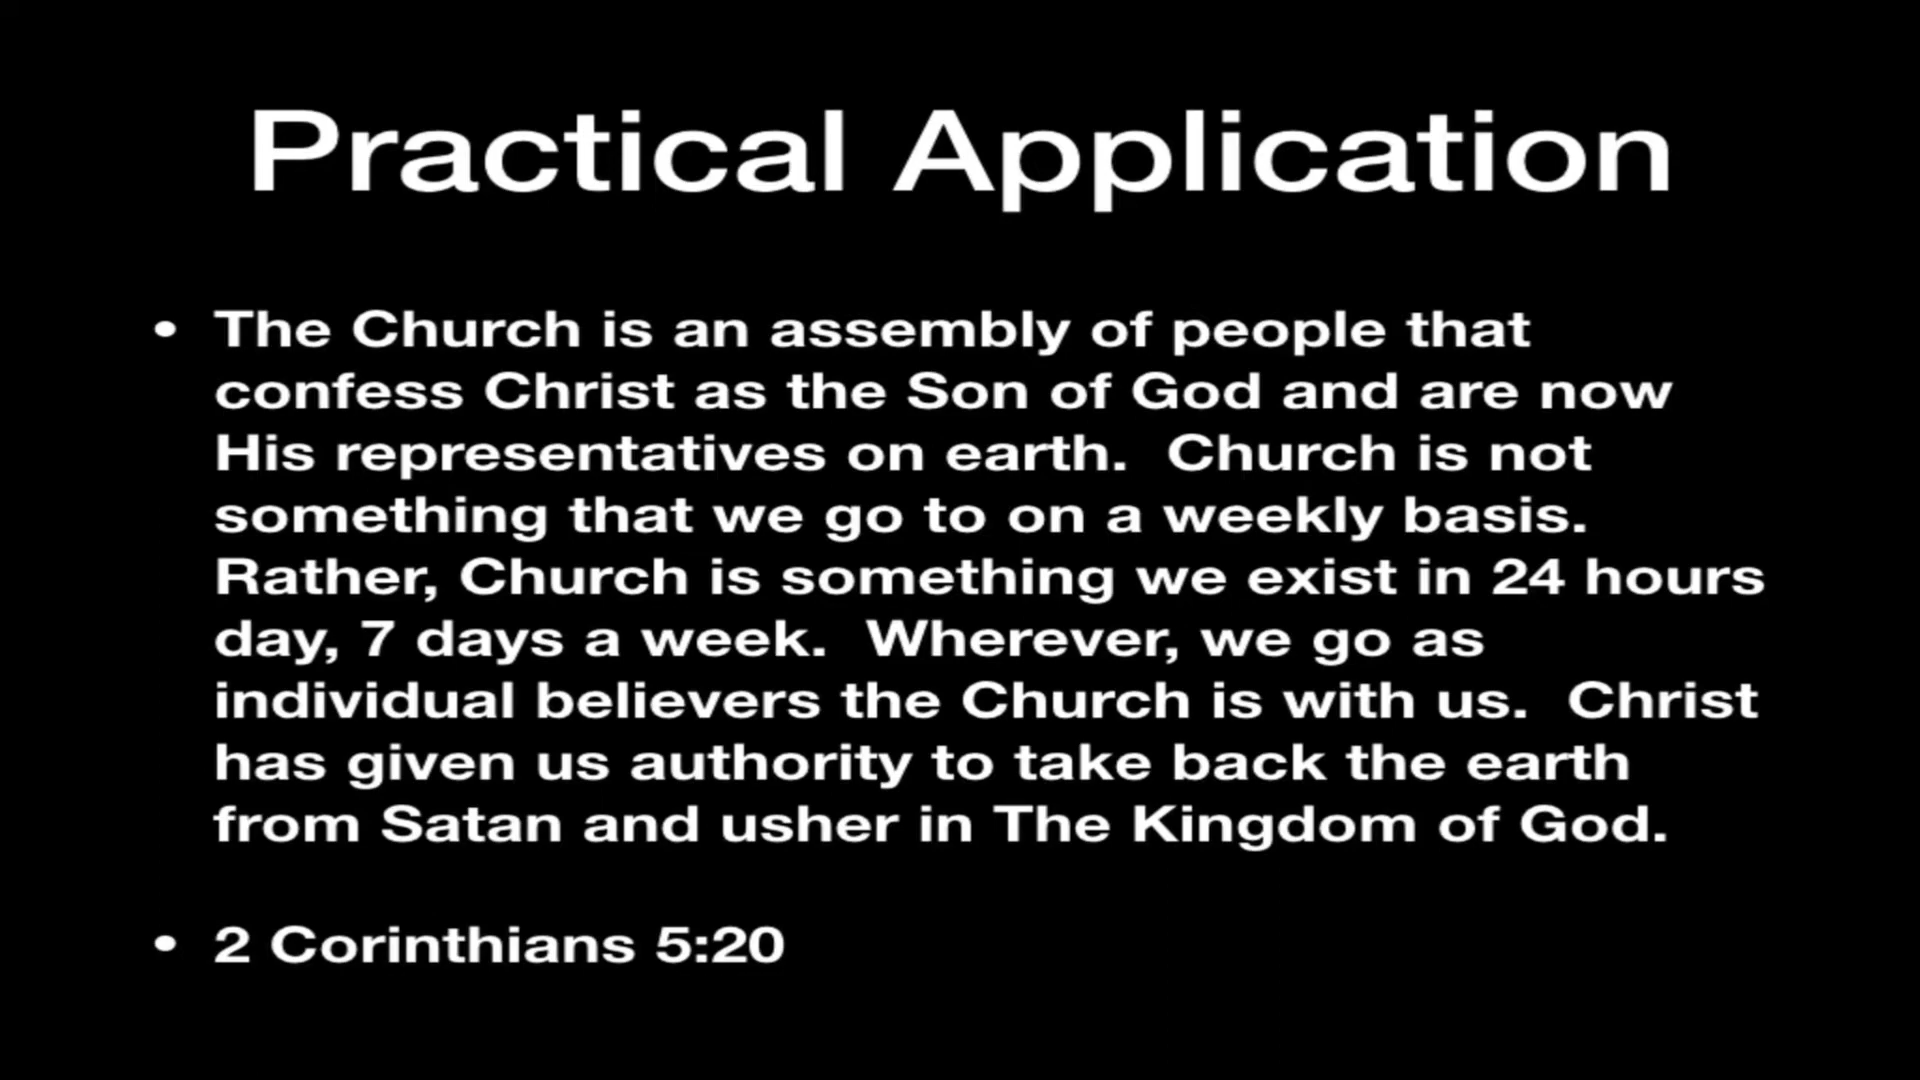 Practical Application
• The Church is an assembly of people that
confess Christ as the Son of God and are now
His representatives on earth.  Church is not
something that we go to on a weekly basis.
Rather, Church is something we exist in 24 hours
day, 7 days a week.  Wherever, we go as
individual believers the Church is with us.  Christ
has given us authority to take back the earth
from Satan and usher in The Kingdom of God.
• 2 Corinthians 5:20